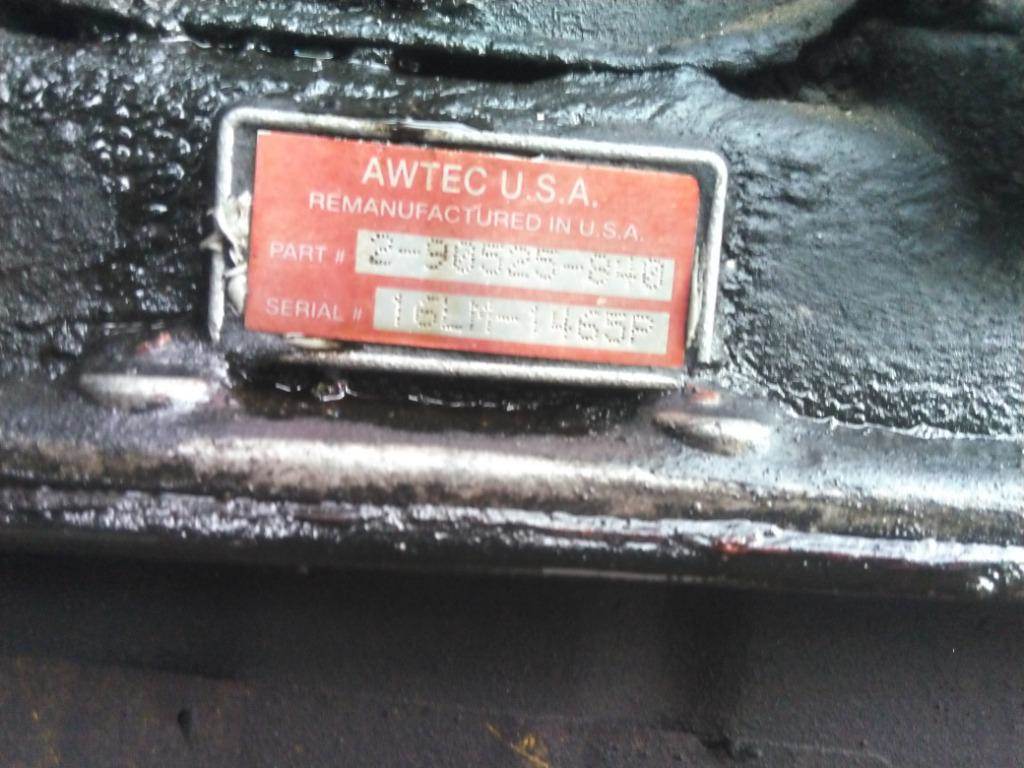 AWTEC U.S.A.
REMANUFACTURED IN U.S.A.
PART # 2-90525-840
SERIAL # 16LM-1465P